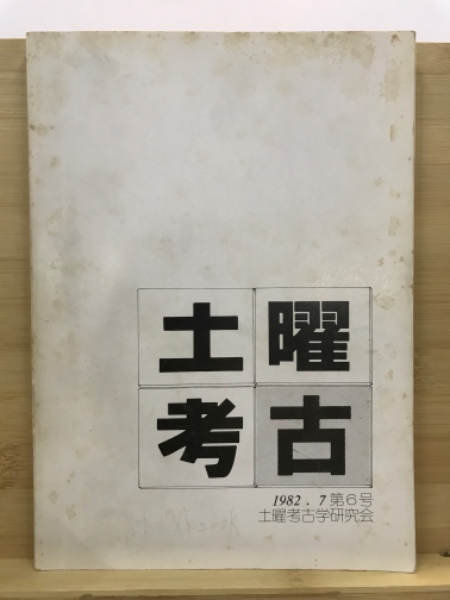 土曜
考古
1982.7 第6号
土曜考古学研究会